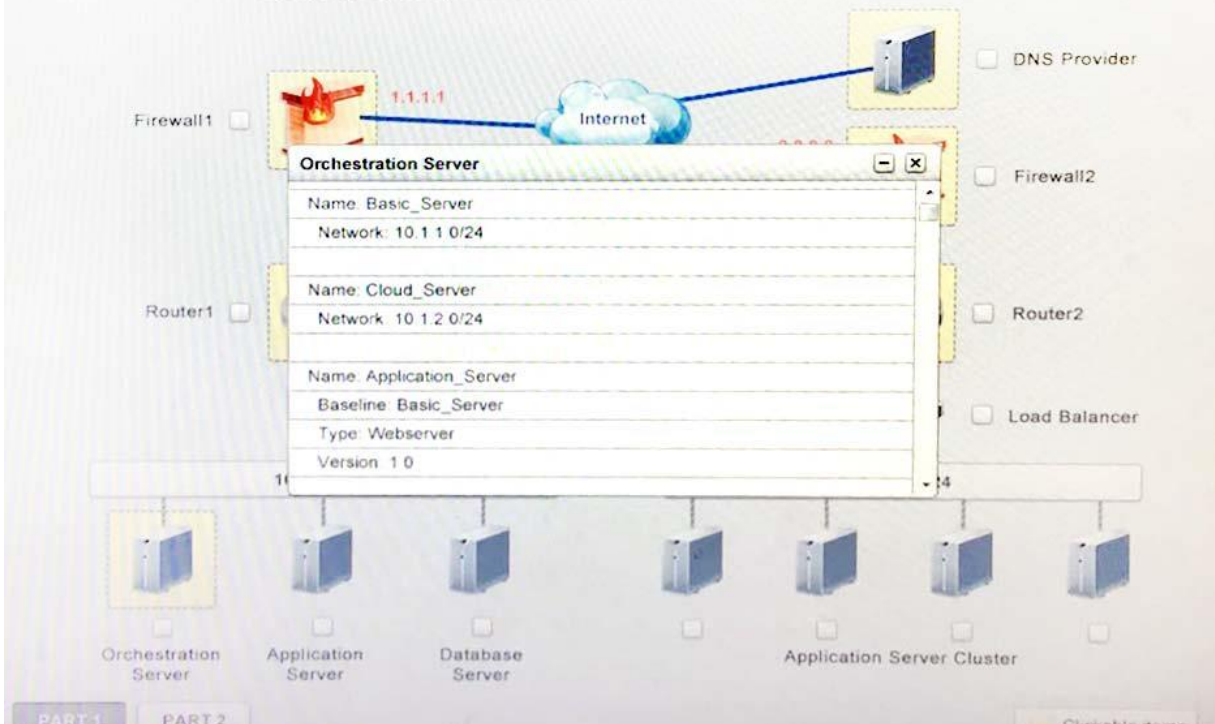 DNS Provider
1.1.1.1
Firewall1
Internet
Orchestration Server
Firewall2
Name: Basic_Server
Network: 10.1.1 0/24
Name: Cloud_Server
Router1
Router2
Network 10 1.2 0/24
Name: Application_Server
Baseline: Basic_Server
Load Balancer
Type: Webserver
Version 1 0
Orchestration Server
Application Server
Database Server
Application Server Cluster
PART 1
PART 2